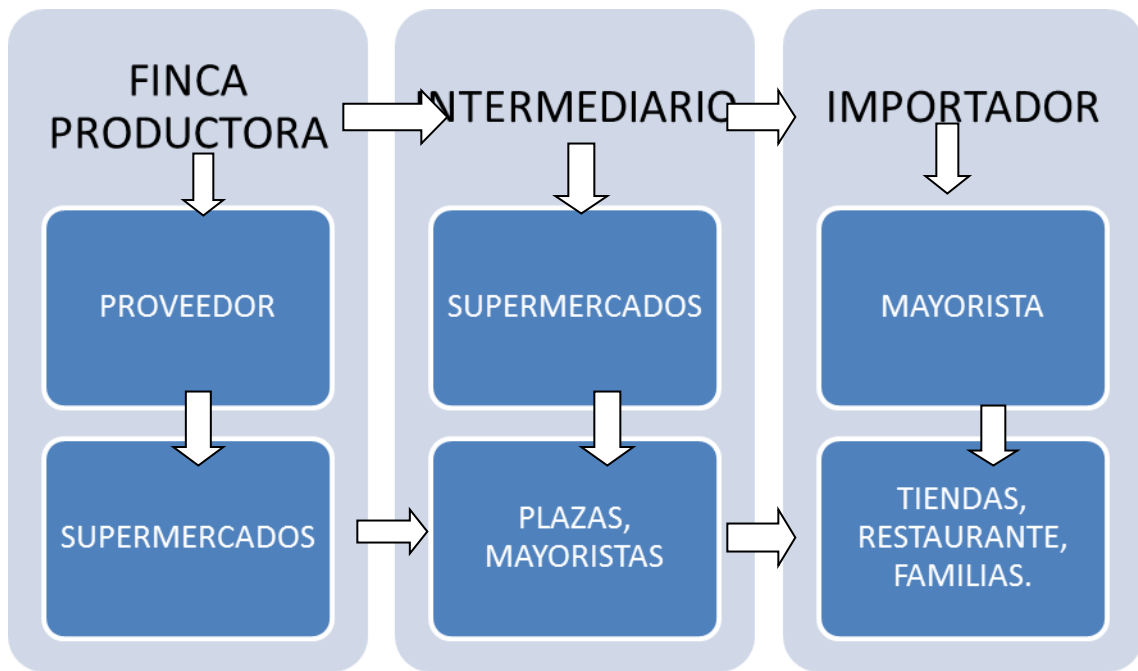 FINCA
PRODUCTORA
INTERMEDIARIO
IMPORTADOR
PROVEEDOR
SUPERMERCADOS
MAYORISTA
SUPERMERCADOS
PLAZAS,
MAYORISTAS
TIENDAS,
RESTAURANTE,
FAMILIAS.